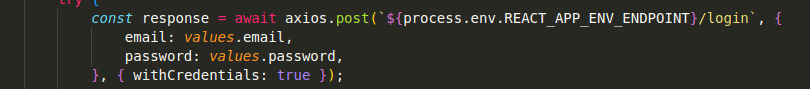 try {
const response = await axios.post(`${process.env.REACT_APP_ENV_ENDPOINT}/login`, {
email: values.email,
password: values.password,
}, { withCredentials: true });